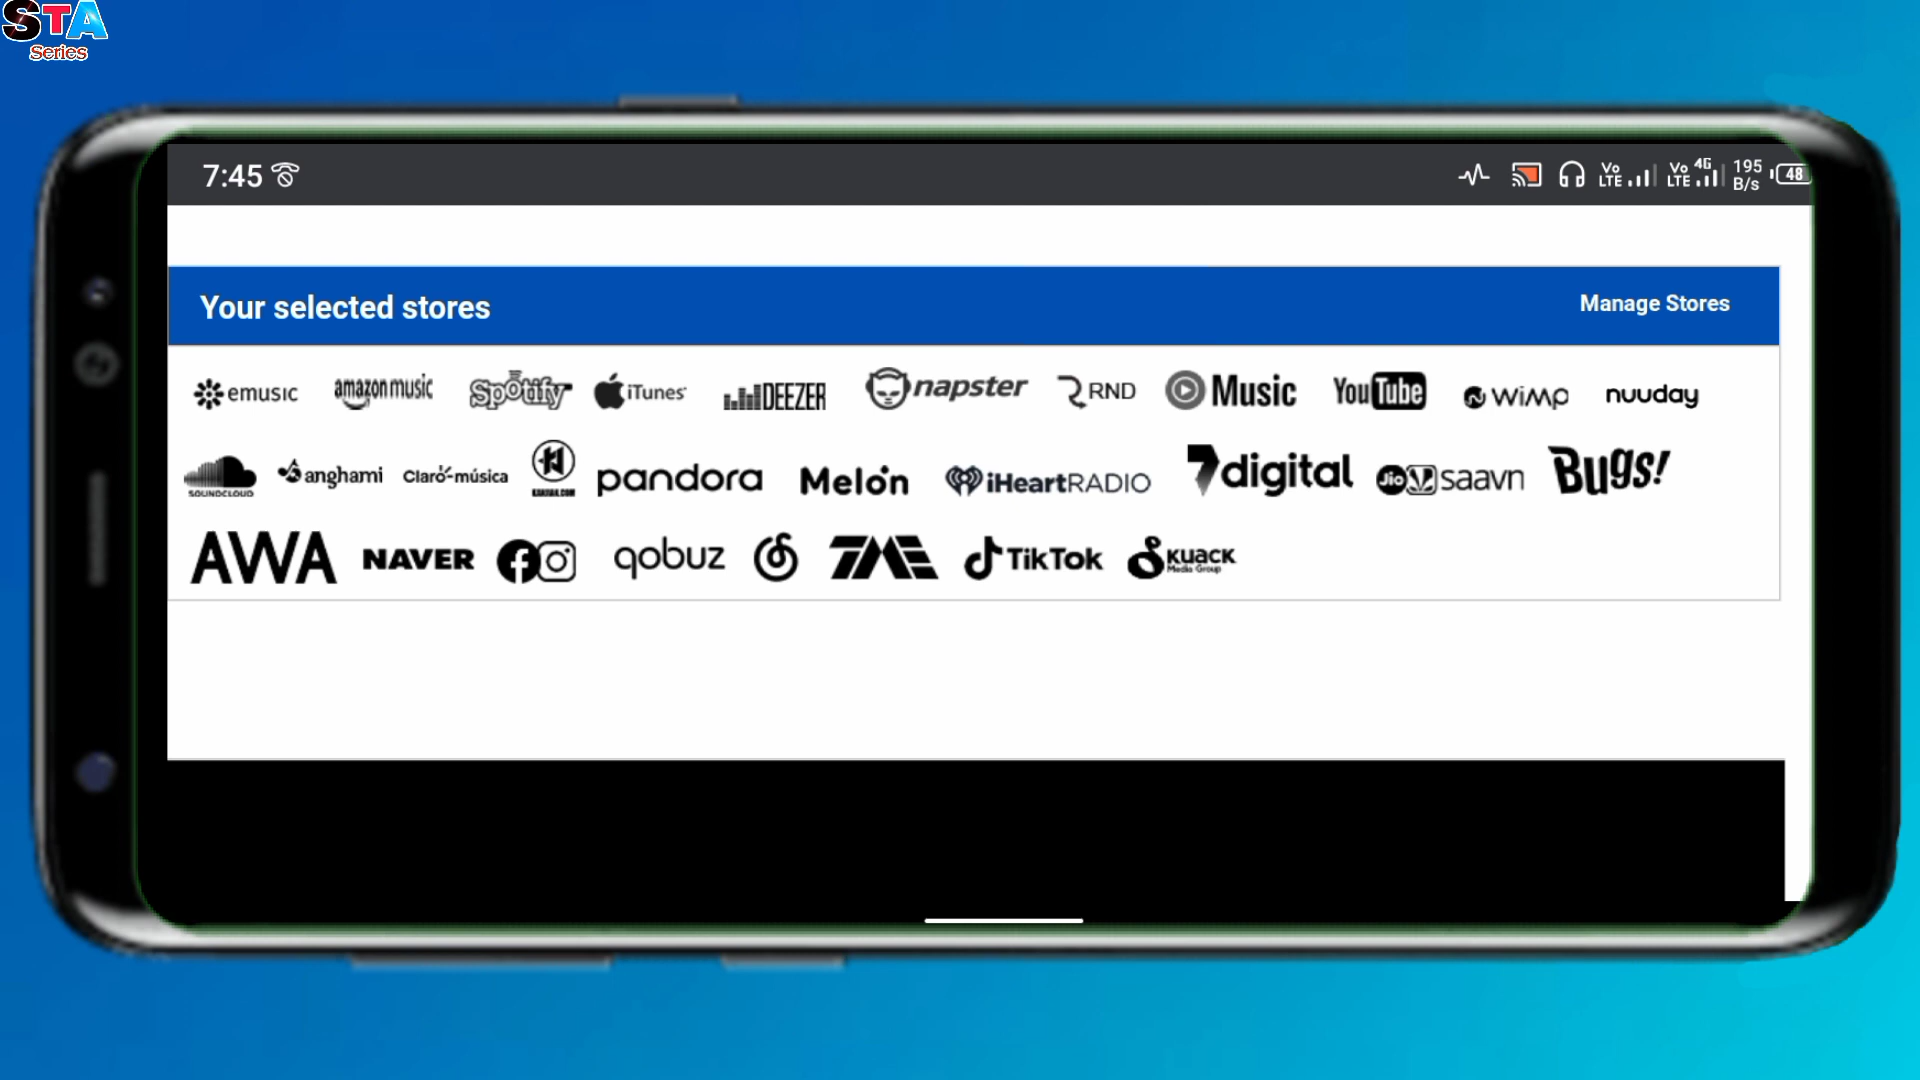 STA
Series
7:45 Vo LTE Vo LTE 4G 195 B/s 48
Your selected stores Manage Stores
emusic amazon music Spotify iTunes DEEZER napster RND Music YouTube WiMP nuuday
SOUNDCLOUD anghami Claro-música pandora Melon iHeartRADIO 7digital Jio saavn Bugs!
AWA NAVER qobuz TME TikTok KUACK Media Group